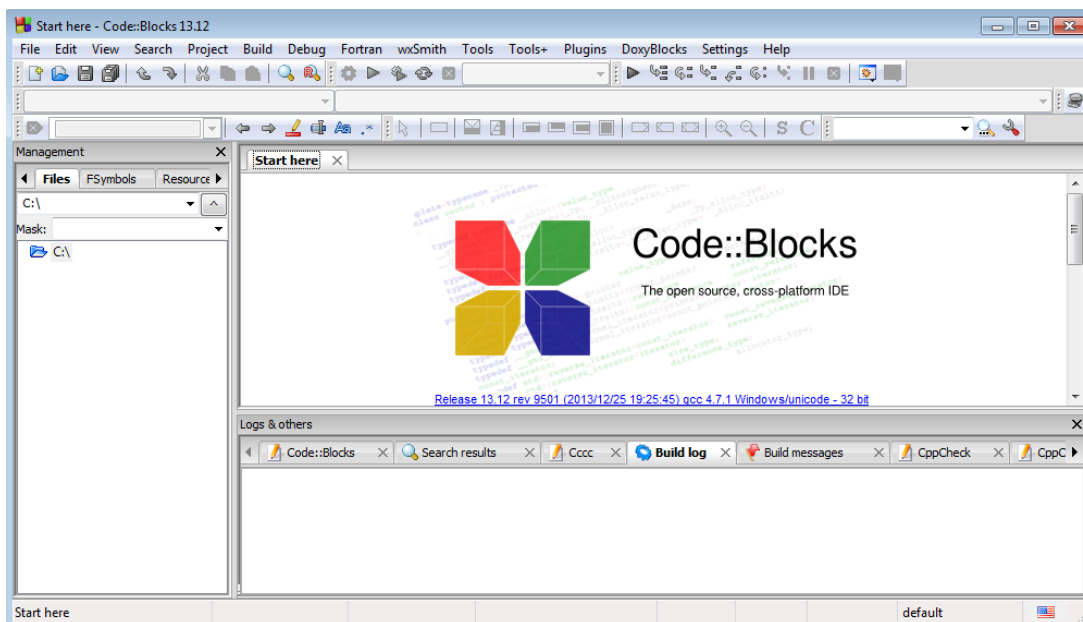 Start here - Code::Blocks 13.12
File Edit View Search Project Build Debug Fortran wxSmith Tools Tools+ Plugins DoxyBlocks Settings Help
S C
Management
Start here
Files FSymbols Resource
C:\
Mask:
C:\
Code::Blocks
The open source, cross-platform IDE
Release 13.12 rev 9501 (2013/12/25 19:25:45) gcc 4.7.1 Windows/unicode - 32 bit
Logs & others
Code::Blocks Search results Cccc Build log Build messages CppCheck CppC
Start here default